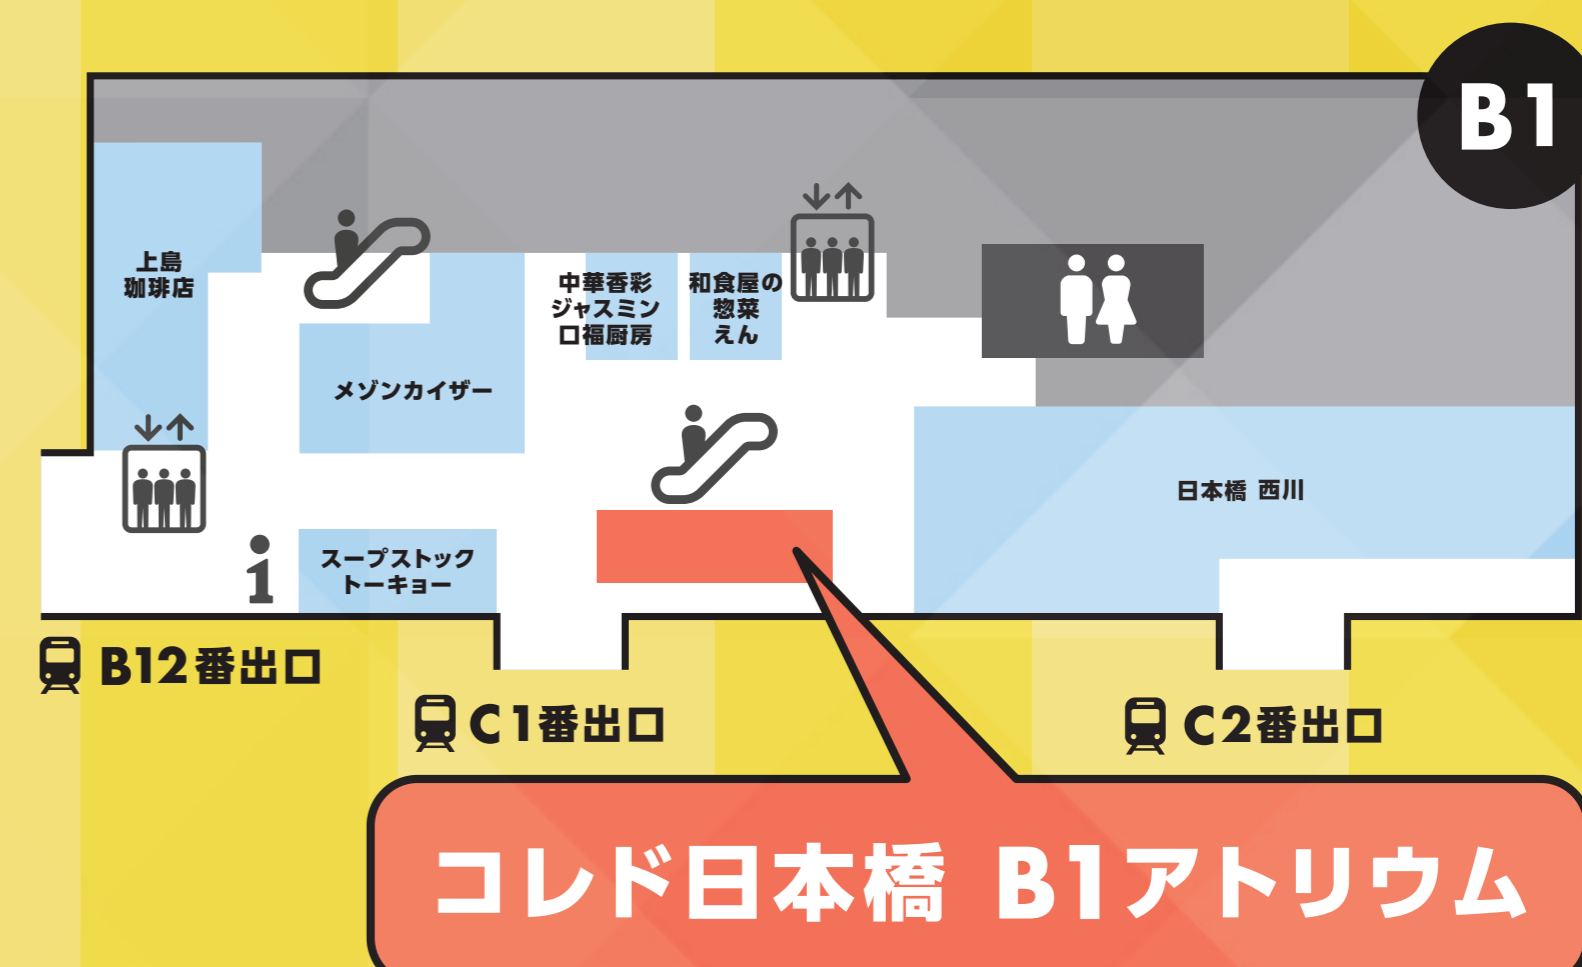 B1
上島
珈琲店
中華香彩
ジャスミン
口福厨房
和食屋の
惣菜
えん
メゾンカイザー
日本橋 西川
スープストック
トーキョー
B12番出口
C1番出口
C2番出口
コレド日本橋 B1アトリウム